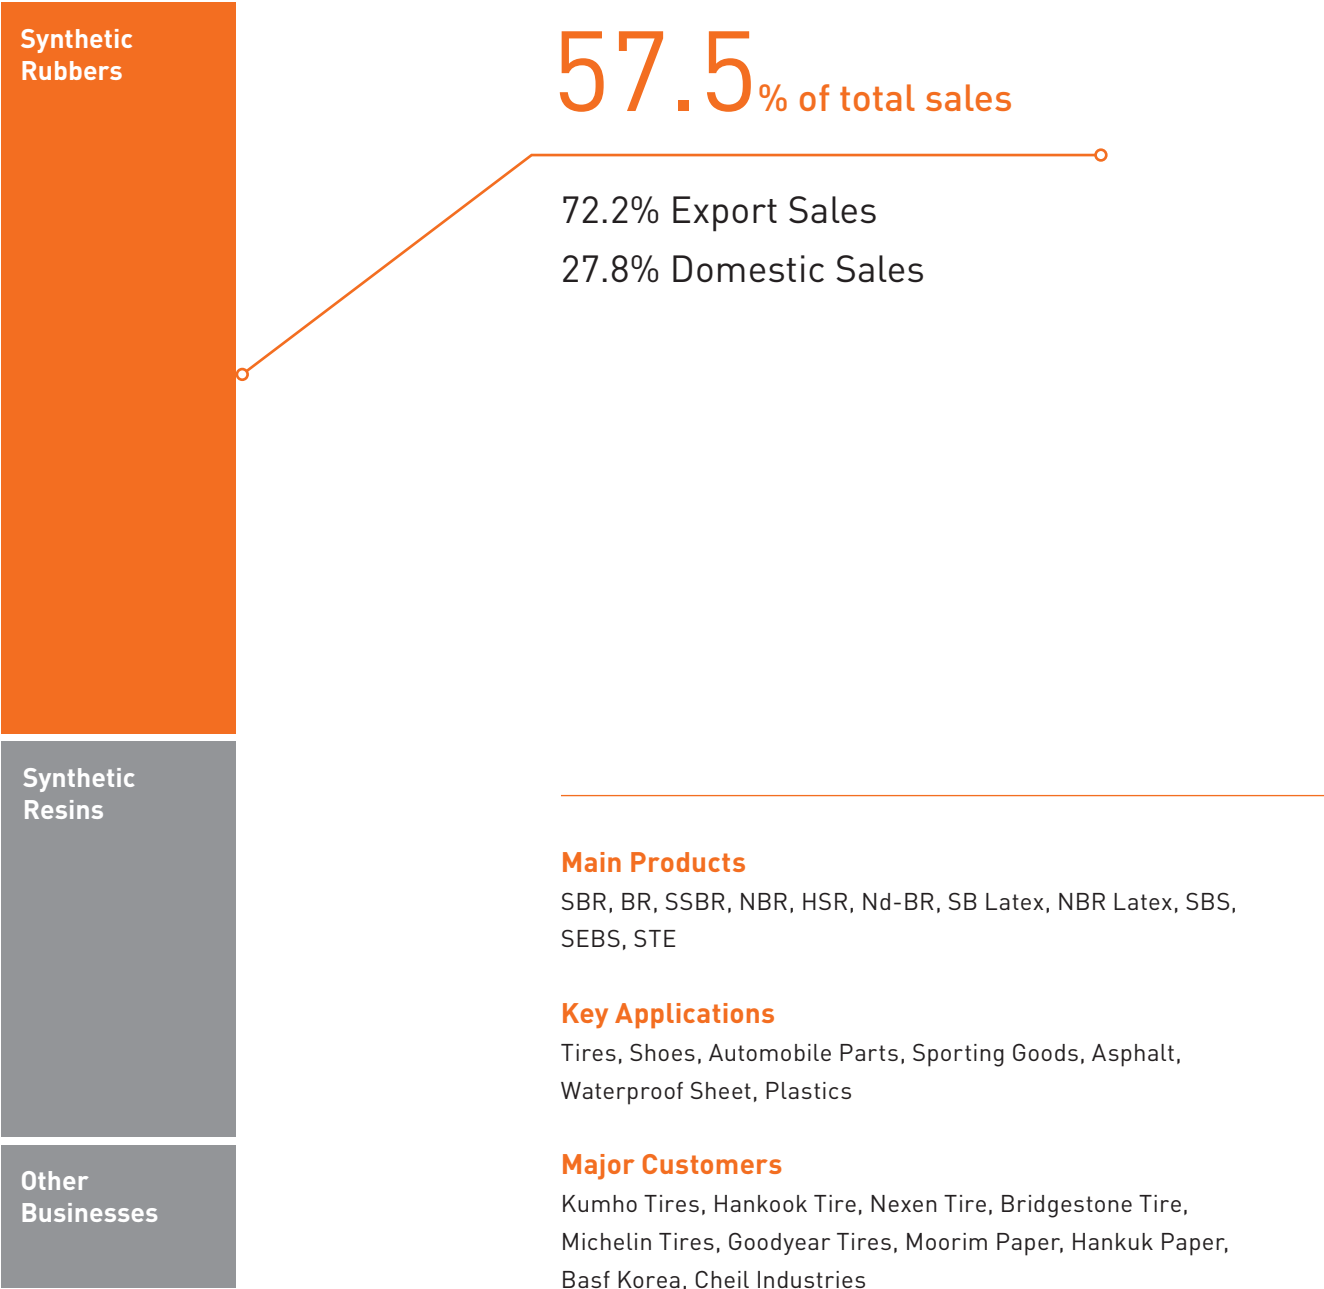 Synthetic
Rubbers
57.5% of total sales
72.2% Export Sales
27.8% Domestic Sales
Synthetic
Resins
Main Products
SBR, BR, SSBR, NBR, HSR, Nd-BR, SB Latex, NBR Latex, SBS,
SEBS, STE
Key Applications
Tires, Shoes, Automobile Parts, Sporting Goods, Asphalt,
Waterproof Sheet, Plastics
Other
Businesses
Major Customers
Kumho Tires, Hankook Tire, Nexen Tire, Bridgestone Tire,
Michelin Tires, Goodyear Tires, Moorim Paper, Hankuk Paper,
Basf Korea, Cheil Industries